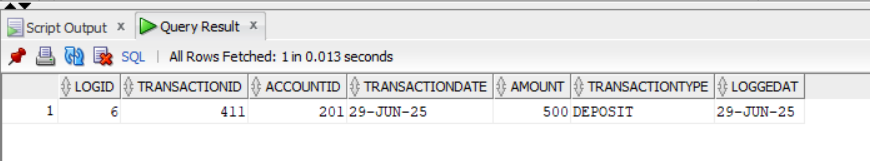 Script Output x Query Result x
SQL | All Rows Fetched: 1 in 0.013 seconds
LOGID TRANSACTIONID ACCOUNTID TRANSACTIONDATE AMOUNT TRANSACTIONTYPE LOGGEDAT
1 6 411 201 29-JUN-25 500 DEPOSIT 29-JUN-25